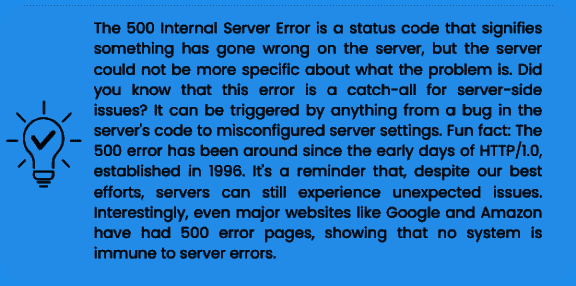 The 500 Internal Server Error is a status code that signifies
something has gone wrong on the server, but the server
could not be more specific about what the problem is. Did
you know that this error is a catch-all for server-side
issues? It can be triggered by anything from a bug in the
server's code to misconfigured server settings. Fun fact: The
500 error has been around since the early days of HTTP/1.0,
established in 1996. It's a reminder that, despite our best
efforts, servers can still experience unexpected issues.
Interestingly, even major websites like Google and Amazon
have had 500 error pages, showing that no system is
immune to server errors.